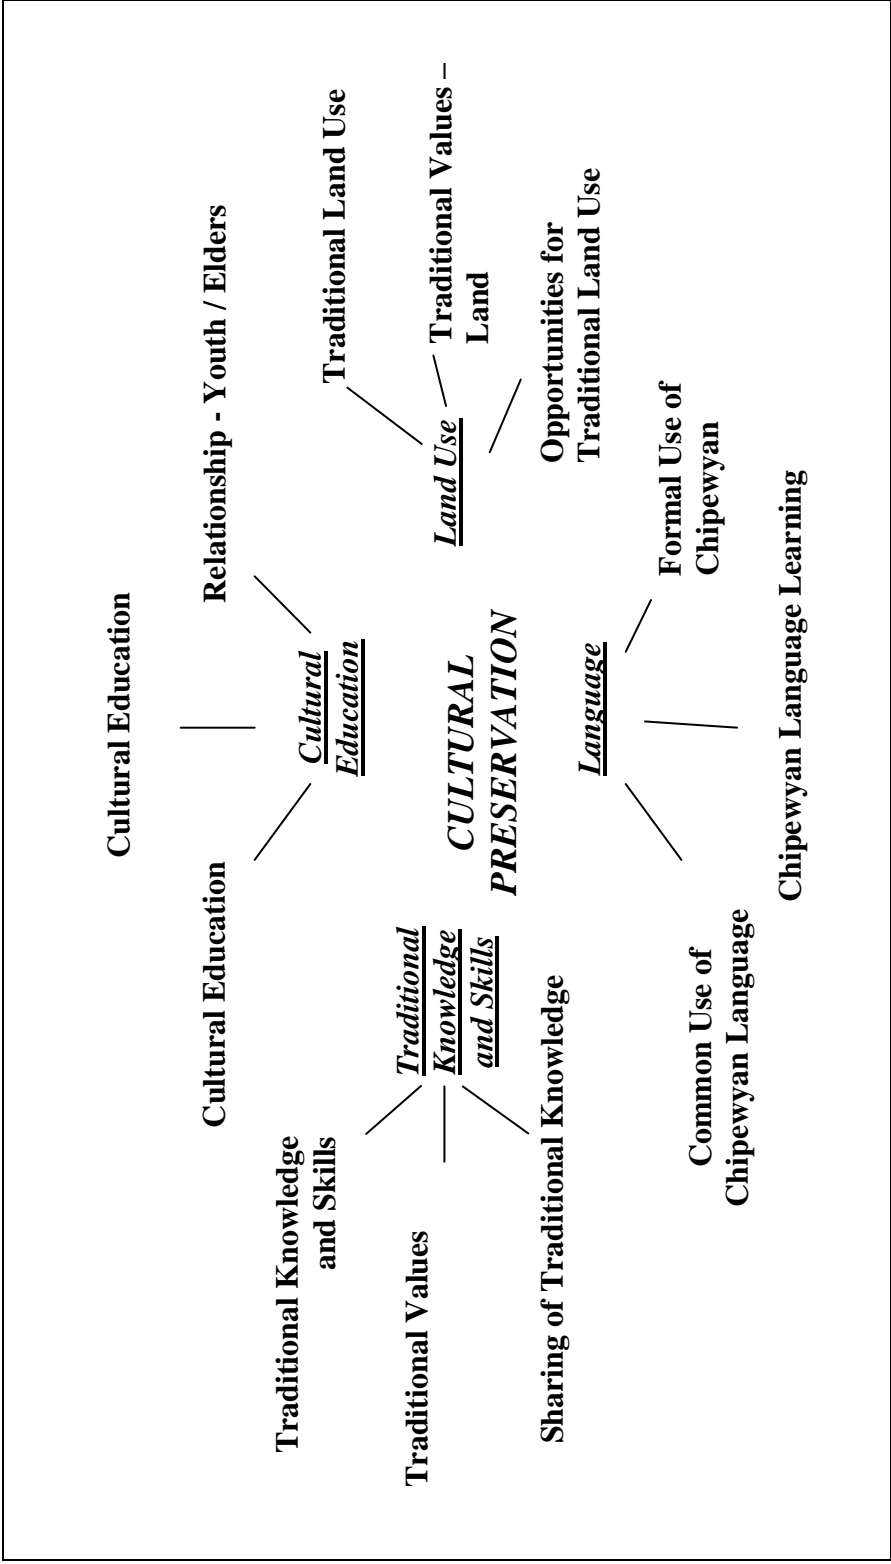 Cultural Education
Cultural Education
Relationship - Youth / Elders
Cultural
Education
Traditional Knowledge
and Skills
Traditional Land Use
Traditional Values
Traditional
Knowledge
and Skills
CULTURAL
PRESERVATION
Land Use
Traditional Values –
Land
Sharing of Traditional Knowledge
Opportunities for
Traditional Land Use
Language
Common Use of
Chipewyan Language
Formal Use of
Chipewyan
Chipewyan Language Learning